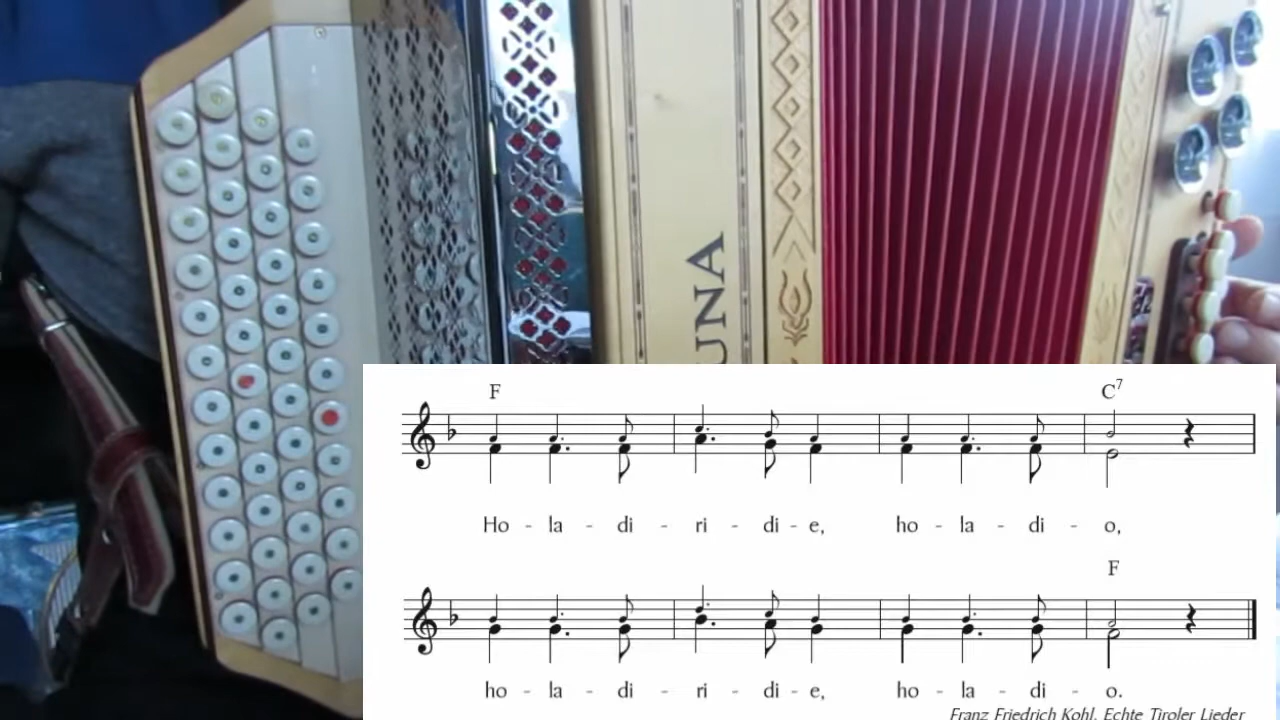 UNA
F C7
Ho - la - di - ri - di - e, ho - la - di - o,
F
ho - la - di - ri - di - e, ho - la - di - o.
Franz Friedrich Kohl, Echte Tiroler Lieder